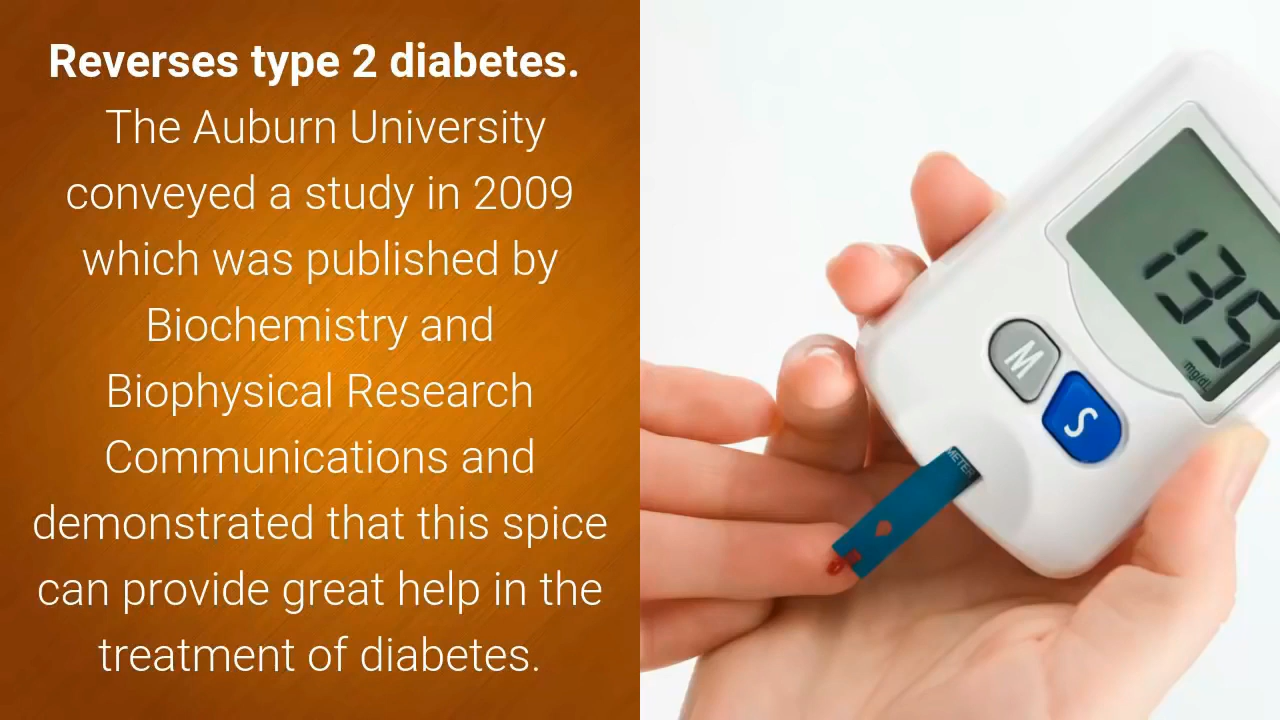 Reverses type 2 diabetes.
The Auburn University
conveyed a study in 2009
which was published by
Biochemistry and
Biophysical Research
Communications and
demonstrated that this spice
can provide great help in the
treatment of diabetes.
135
mg/dL
M
S
METER